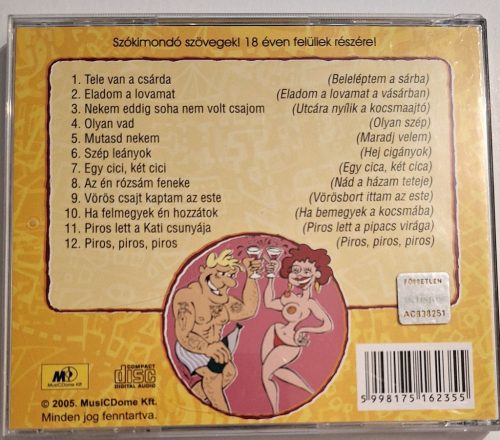 Szókimondó szövegek! 18 éven felüliek részére!
1. Tele van a csárda (Beleléptem a sárba)
2. Eladom a lovamat (Eladom a lovamat a vásárban)
3. Nekem eddig soha nem volt csajom (Utcára nyílik a kocsmaajtó)
4. Olyan vad (Olyan szép)
5. Mutasd nekem (Maradj velem)
6. Szép leányok (Hej cigányok)
7. Egy cici, két cici (Egy cica, két cica)
8. Az én rózsám feneke (Nád a házam teteje)
9. Vörös csajt kaptam az este (Vörösbort ittam az este)
10. Ha felmegyek én hozzátok (Ha bemegyek a kocsmába)
11. Piros lett a Kati csunyája (Piros lett a pipacs virága)
12. Piros, piros, piros (Piros, piros, piros)
FÜGGETLEN
AC838251
MD
MusiCDome Kft
COMPACT
disc
DIGITAL AUDIO
© 2005. MusiCDome Kft.
Minden jog fenntartva.
5 998175 162355